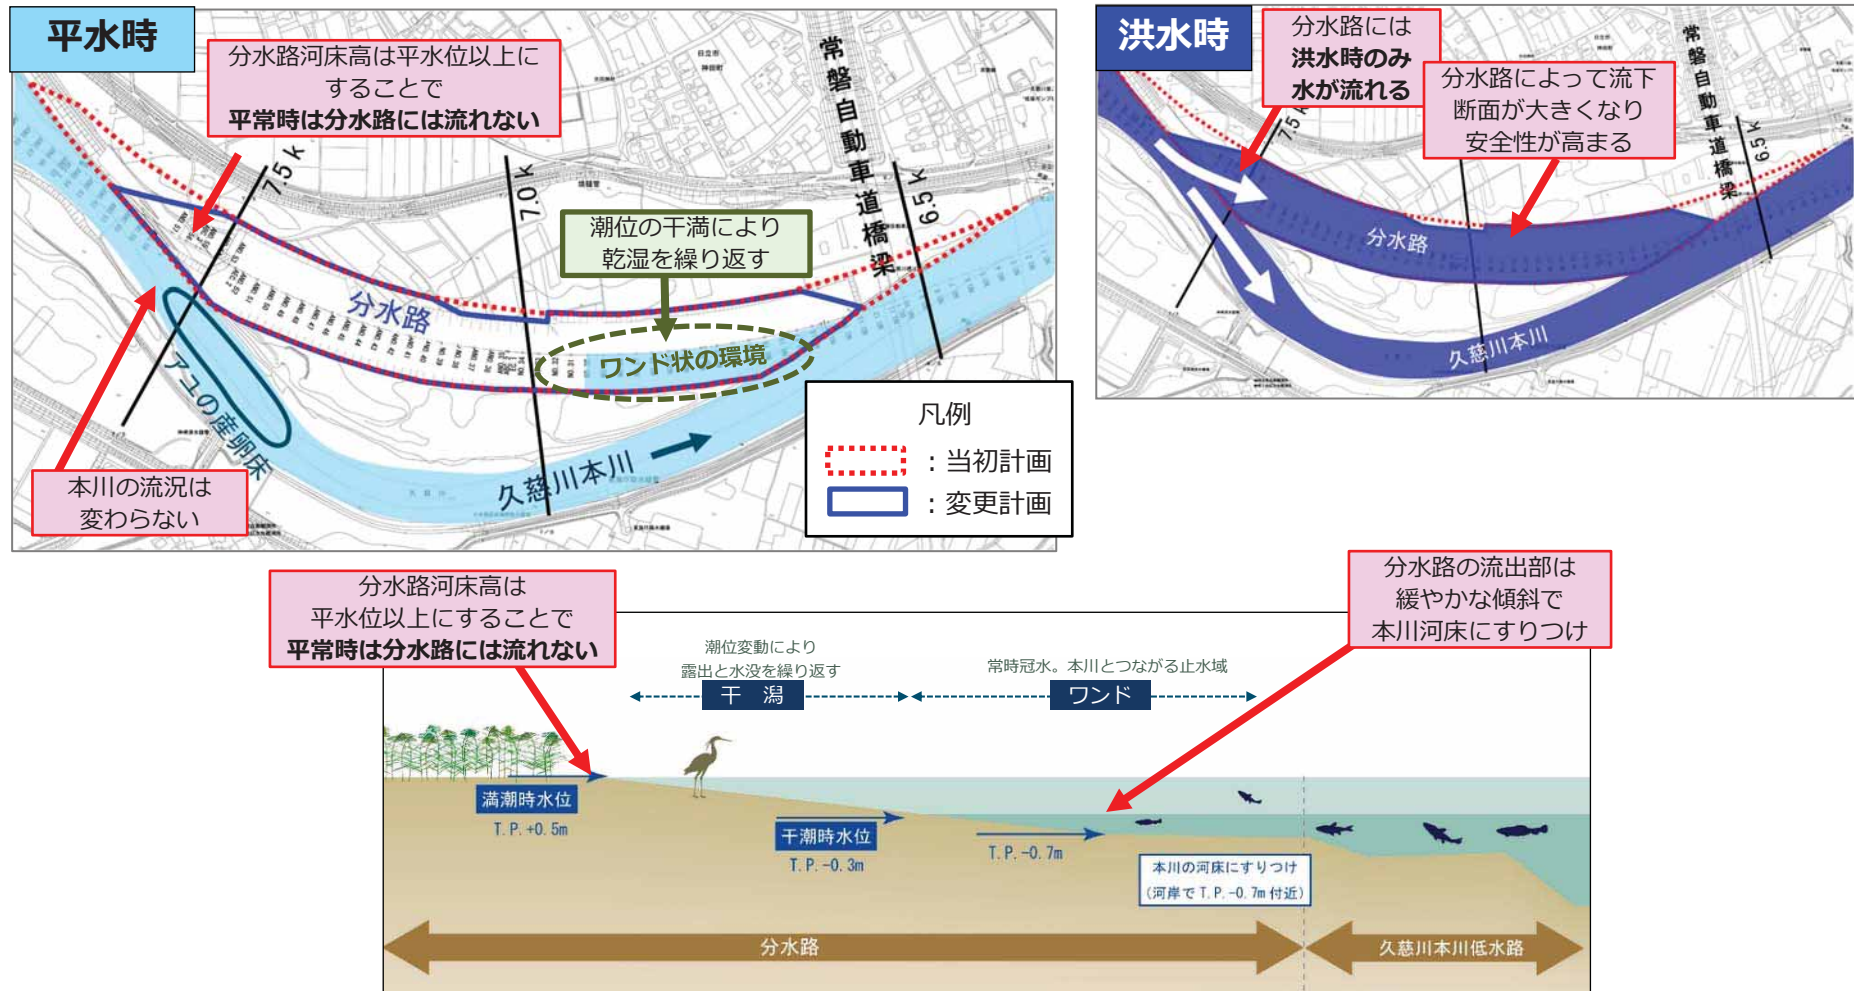 平水時
分水路河床高は平水位以上に
することで
平常時は分水路には流れない
7.5 k
7.0 k
6.5 k
常磐自動車道橋梁
潮位の干満により
乾湿を繰り返す
分水路
ワンド状の環境
アユの産卵床
久慈川本川
本川の流況は
変わらない
凡例
：当初計画
：変更計画
洪水時
分水路には
洪水時のみ
水が流れる
分水路によって流下
断面が大きくなり
安全性が高まる
7.5 k
6.5 k
常磐自動車道橋梁
分水路
久慈川本川
分水路河床高は
平水位以上にすることで
平常時は分水路には流れない
分水路の流出部は
緩やかな傾斜で
本川河床にすりつけ
潮位変動により
露出と水没を繰り返す
干 潟
常時冠水。本川とつながる止水域
ワンド
満潮時水位
T.P.+0.5m
干潮時水位
T.P.-0.3m
T.P.-0.7m
本川の河床にすりつけ
(河岸でT.P.-0.7m付近)
分水路
久慈川本川低水路